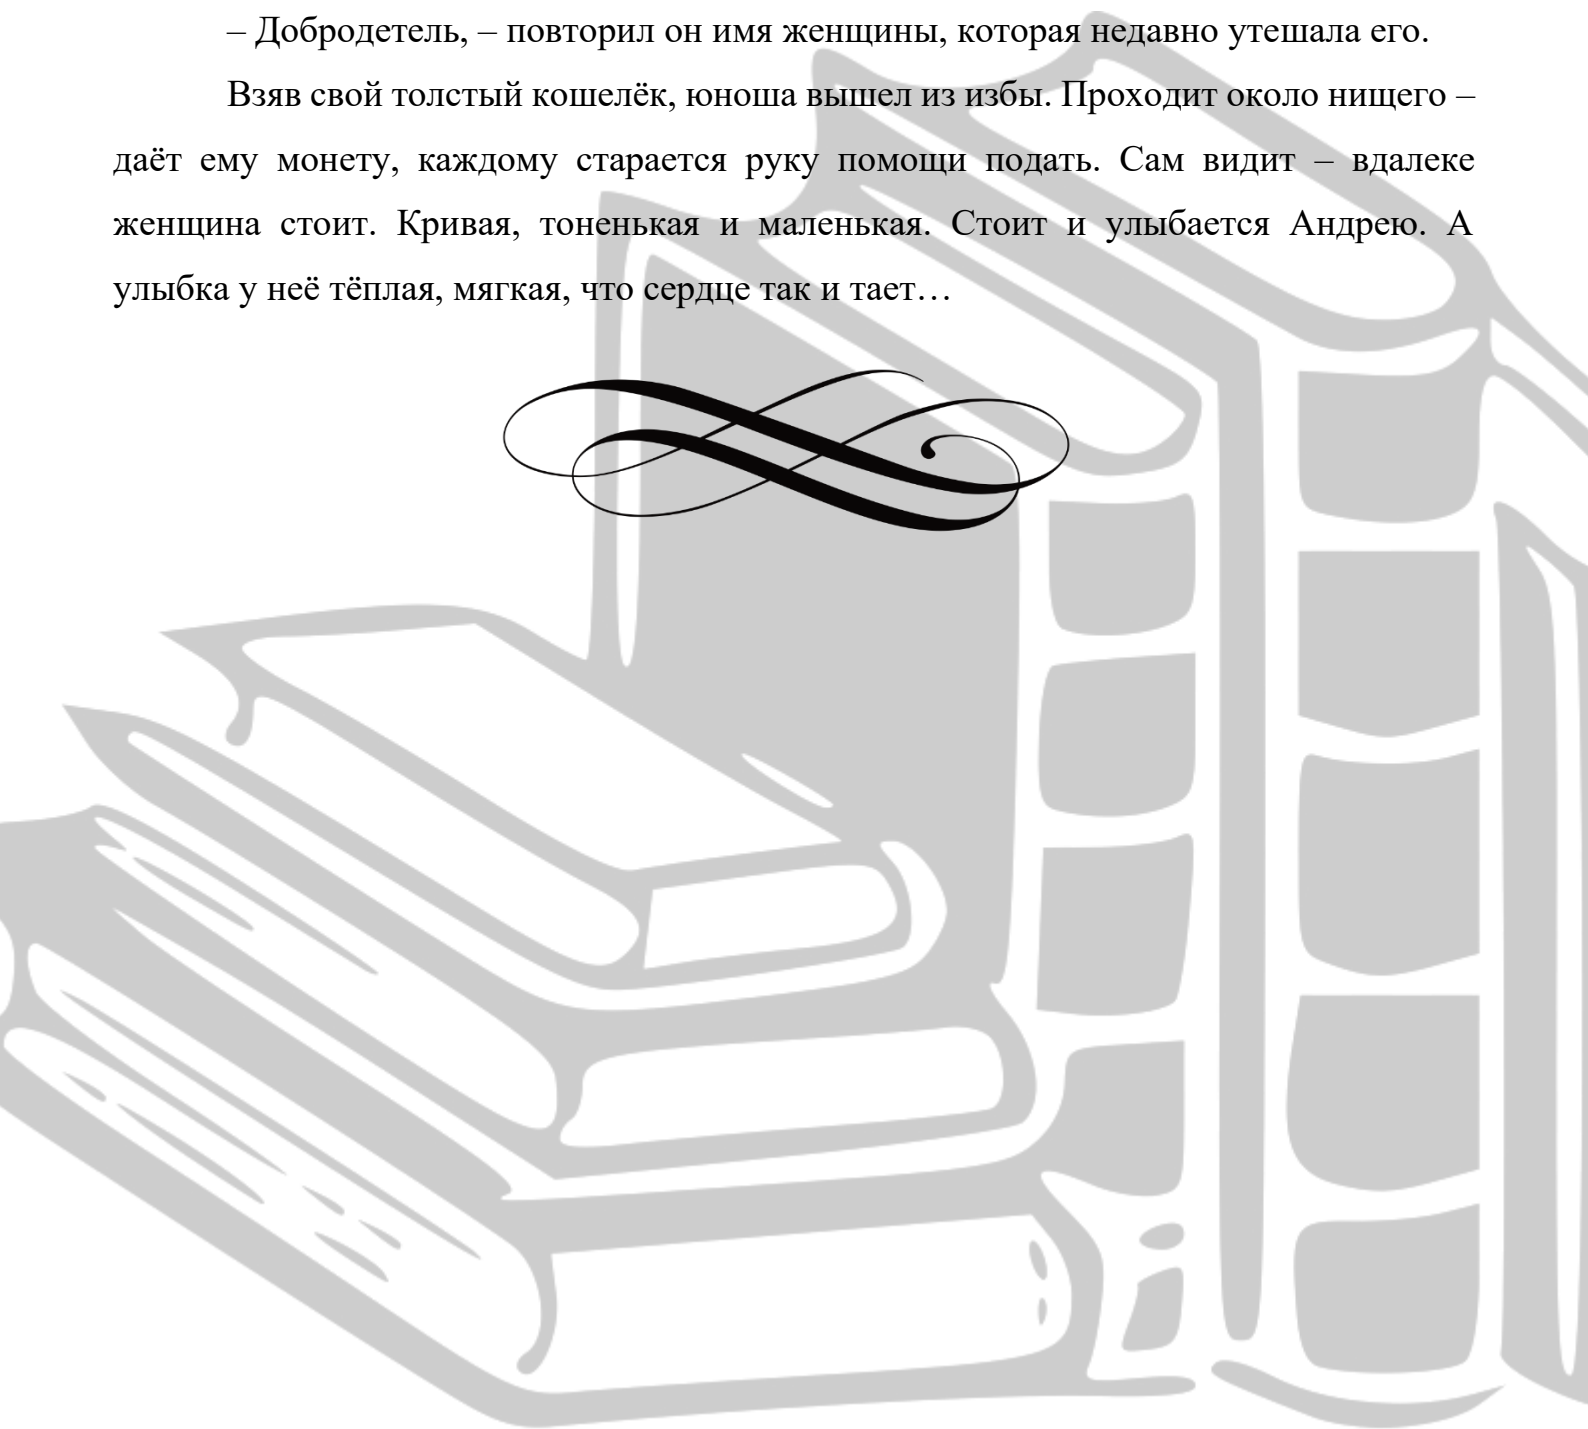 – Добродетель, – повторил он имя женщины, которая недавно утешала его.
Взяв свой толстый кошелёк, юноша вышел из избы. Проходит около нищего –
даёт ему монету, каждому старается руку помощи подать. Сам видит – вдалеке
женщина стоит. Кривая, тоненькая и маленькая. Стоит и улыбается Андрею. А
улыбка у неё тёплая, мягкая, что сердце так и тает…